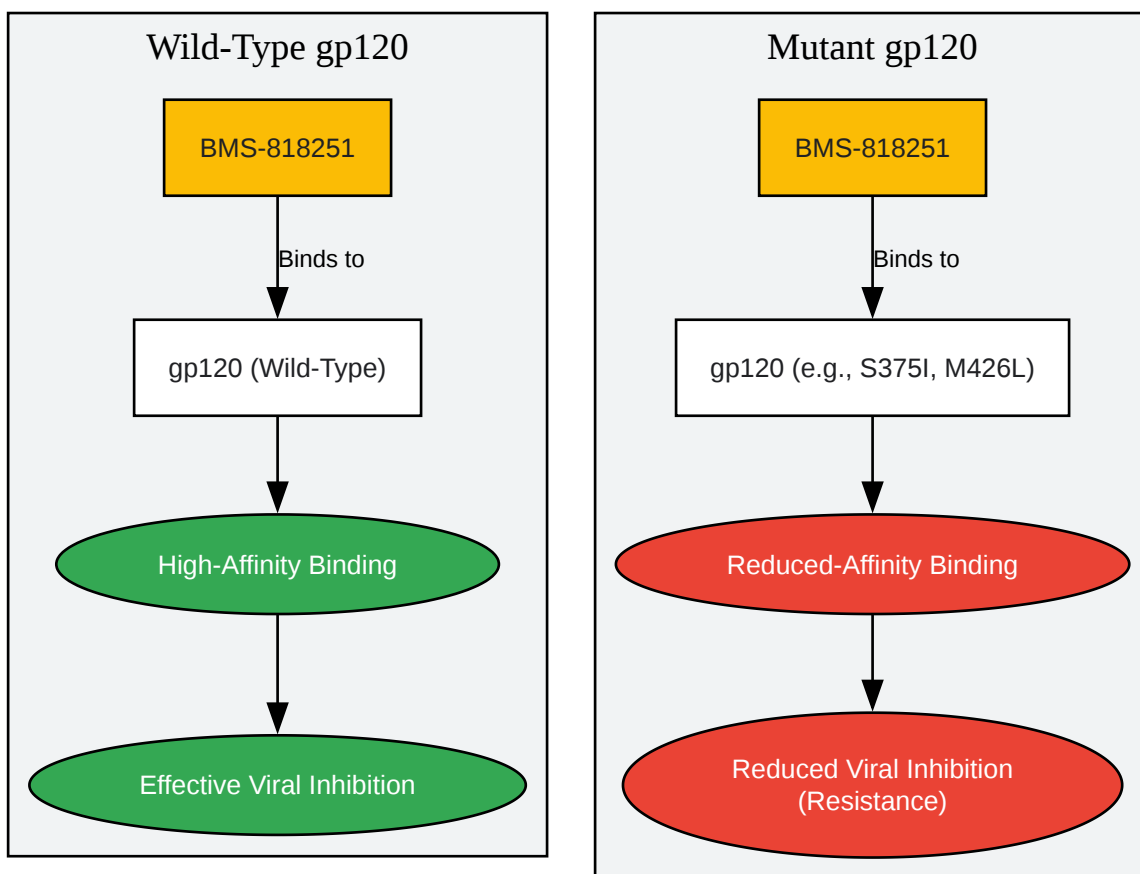 Wild-Type gp120
BMS-818251
Binds to
gp120 (Wild-Type)
High-Affinity Binding
Effective Viral Inhibition
Mutant gp120
BMS-818251
Binds to
gp120 (e.g., S375I, M426L)
Reduced-Affinity Binding
Reduced Viral Inhibition
(Resistance)